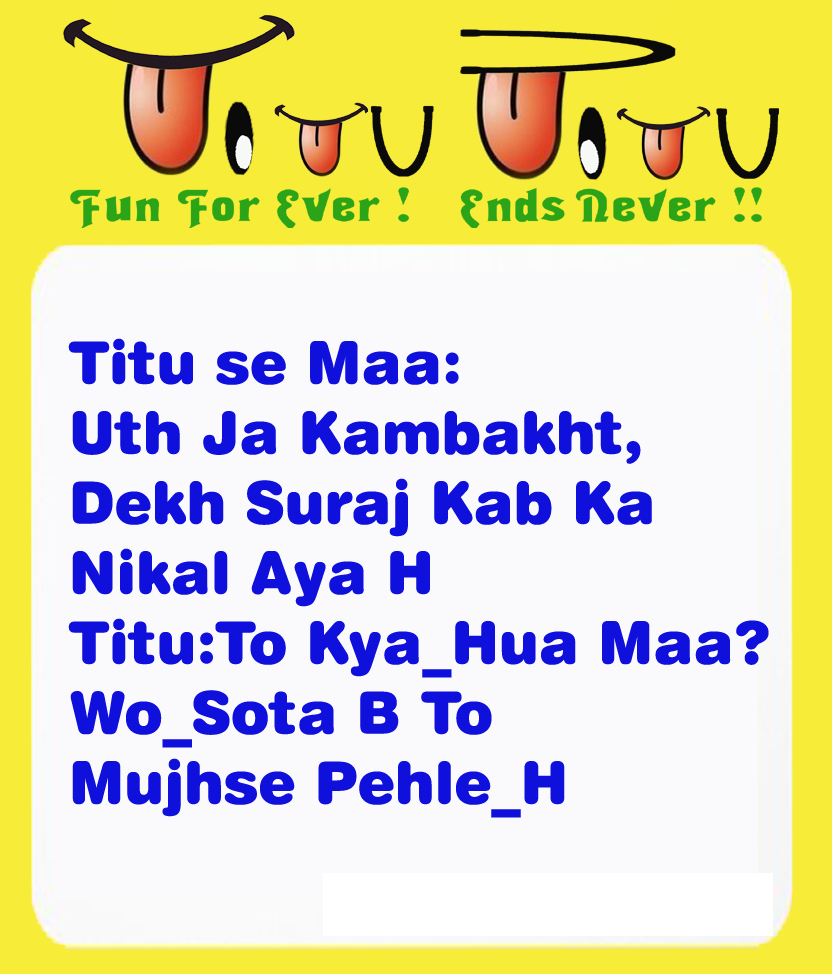 TITU TITU
Fun For Ever ! Ends Never !!
Titu se Maa:
Uth Ja Kambakht,
Dekh Suraj Kab Ka
Nikal Aya H
Titu:To Kya_Hua Maa?
Wo_Sota B To
Mujhse Pehle_H